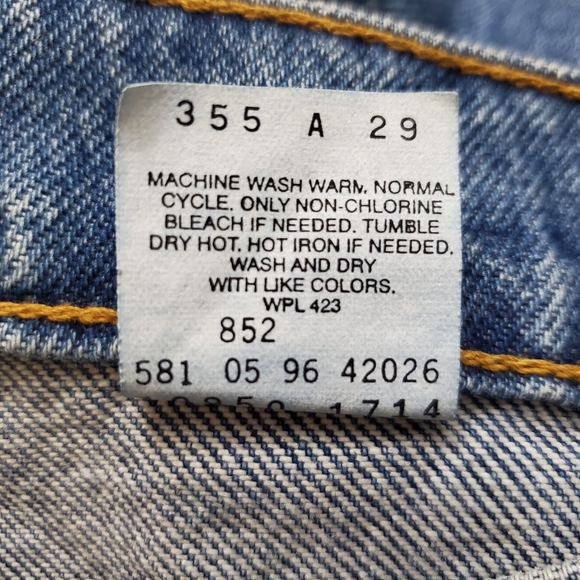 355 A 29
MACHINE WASH WARM, NORMAL
CYCLE. ONLY NON-CHLORINE
BLEACH IF NEEDED. TUMBLE
DRY HOT. HOT IRON IF NEEDED.
WASH AND DRY
WITH LIKE COLORS.
WPL 423
852
581 05 96 42026
1714